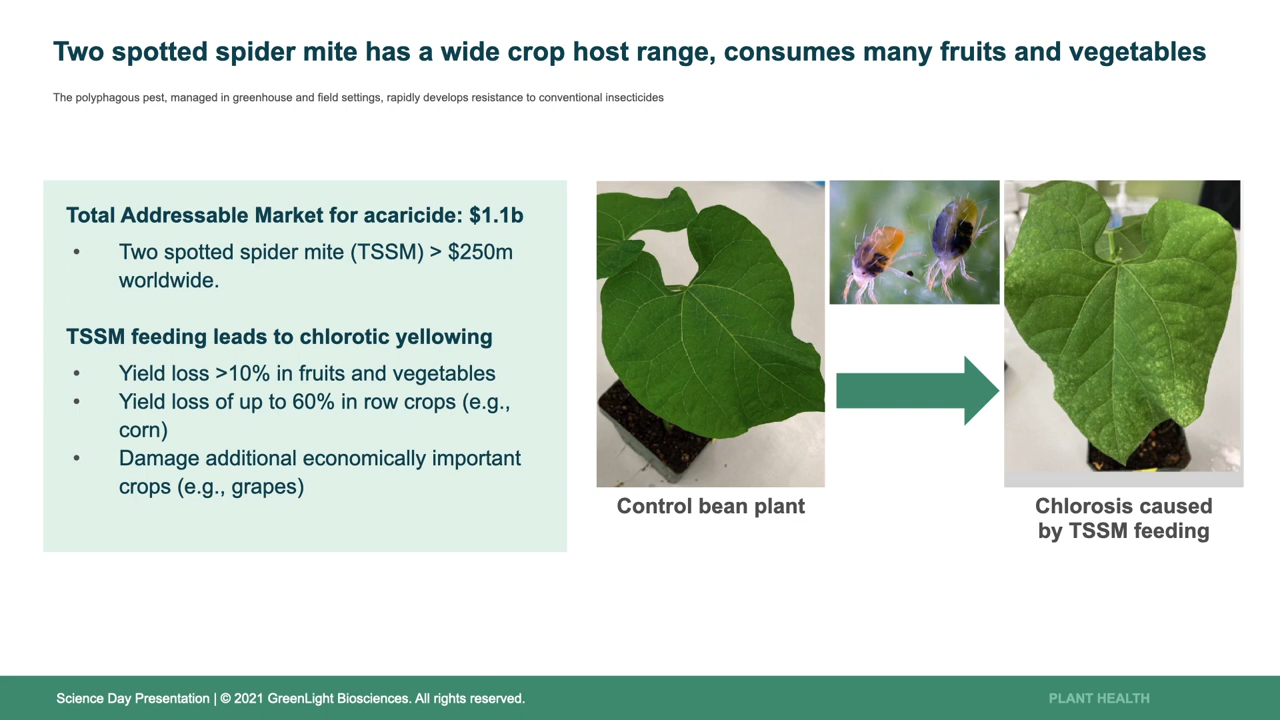 Two spotted spider mite has a wide crop host range, consumes many fruits and vegetables
The polyphagous pest, managed in greenhouse and field settings, rapidly develops resistance to conventional insecticides
Total Addressable Market for acaricide: $1.1b
• Two spotted spider mite (TSSM) > $250m
worldwide.
TSSM feeding leads to chlorotic yellowing
• Yield loss >10% in fruits and vegetables
• Yield loss of up to 60% in row crops (e.g.,
corn)
• Damage additional economically important
crops (e.g., grapes)
Control bean plant
Chlorosis caused
by TSSM feeding
Science Day Presentation | © 2021 GreenLight Biosciences. All rights reserved.
PLANT HEALTH